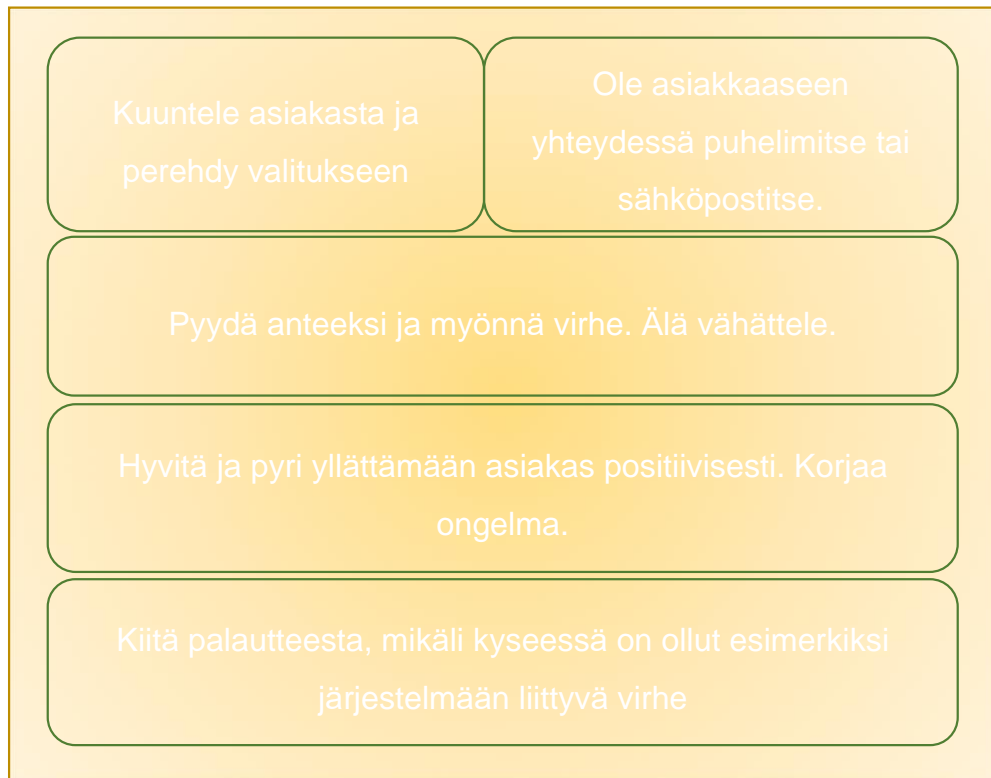 Kuuntele asiakasta ja
perehdy valitukseen
Ole asiakkaaseen
yhteydessä puhelimitse tai
sähköpostitse.
Pyydä anteeksi ja myönnä virhe. Älä vähättele.
Hyvitä ja pyri yllättämään asiakas positiivisesti. Korjaa
ongelma.
Kiitä palautteesta, mikäli kyseessä on ollut esimerkiksi
järjestelmään liittyvä virhe